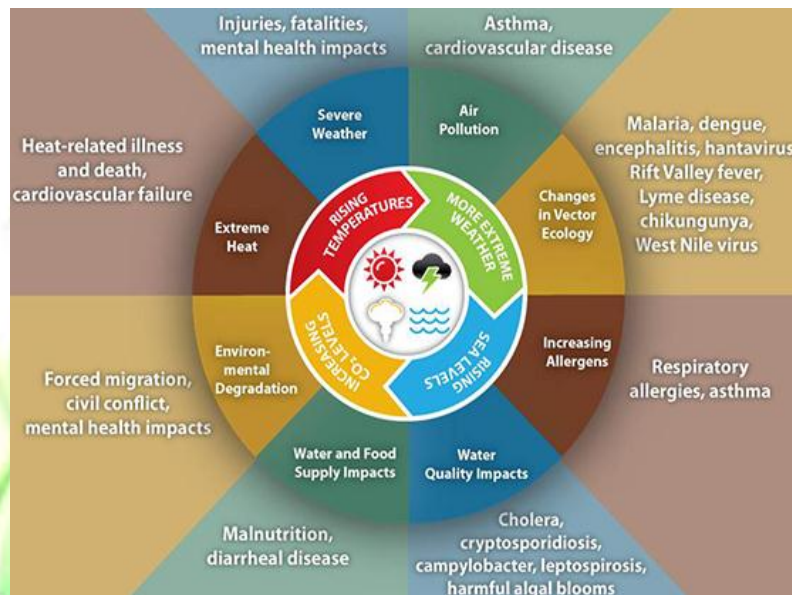 Injuries, fatalities,
mental health impacts
Asthma,
cardiovascular disease
Severe
Weather
Air
Pollution
Heat-related illness
and death,
cardiovascular failure
Malaria, dengue,
encephalitis, hantavirus,
Rift Valley fever,
Lyme disease,
chikungunya,
West Nile virus
Extreme
Heat
RISING
TEMPERATURES
MORE EXTREME
WEATHER
Changes
in Vector
Ecology
Environ-
mental
Degradation
INCREASING
CO₂ LEVELS
RISING
SEA LEVELS
Increasing
Allergens
Forced migration,
civil conflict,
mental health impacts
Respiratory
allergies, asthma
Water and Food
Supply Impacts
Water
Quality Impacts
Malnutrition,
diarrheal disease
Cholera,
cryptosporidiosis,
campylobacter, leptospirosis,
harmful algal blooms